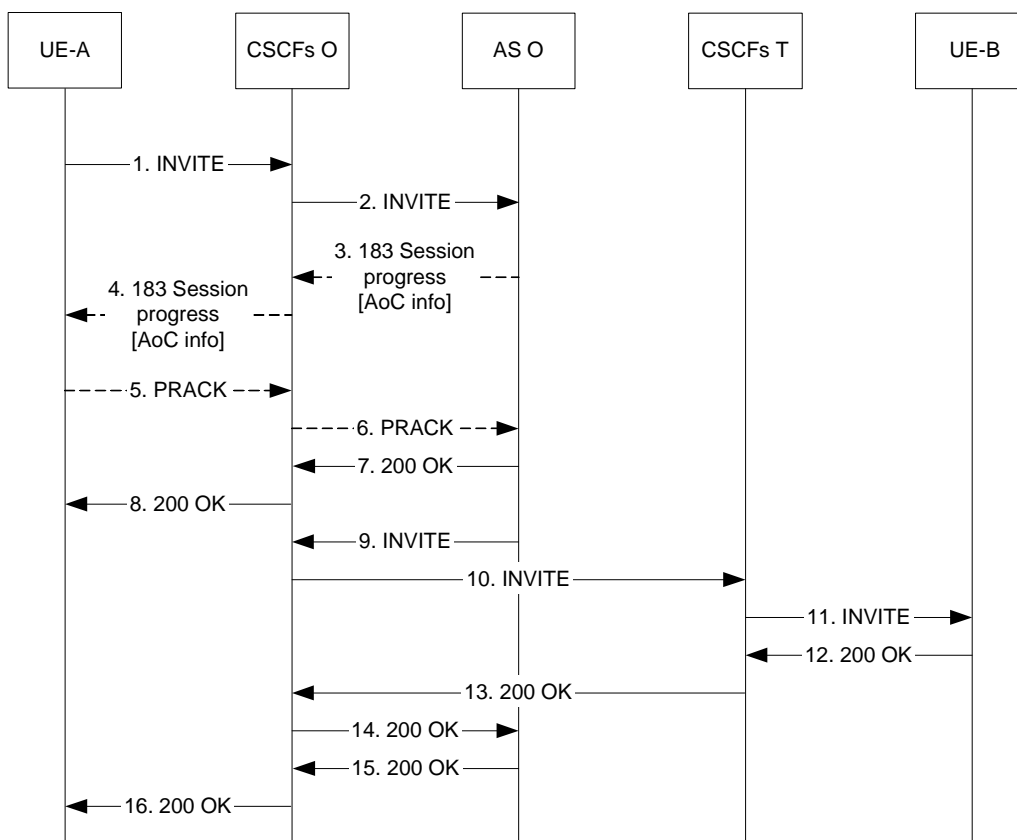 UE-A
CSCFs O
AS O
CSCFs T
UE-B
1. INVITE
2. INVITE
3. 183 Session
progress
[AoC info]
4. 183 Session
progress
[AoC info]
5. PRACK
6. PRACK
7. 200 OK
8. 200 OK
9. INVITE
10. INVITE
11. INVITE
12. 200 OK
13. 200 OK
14. 200 OK
15. 200 OK
16. 200 OK